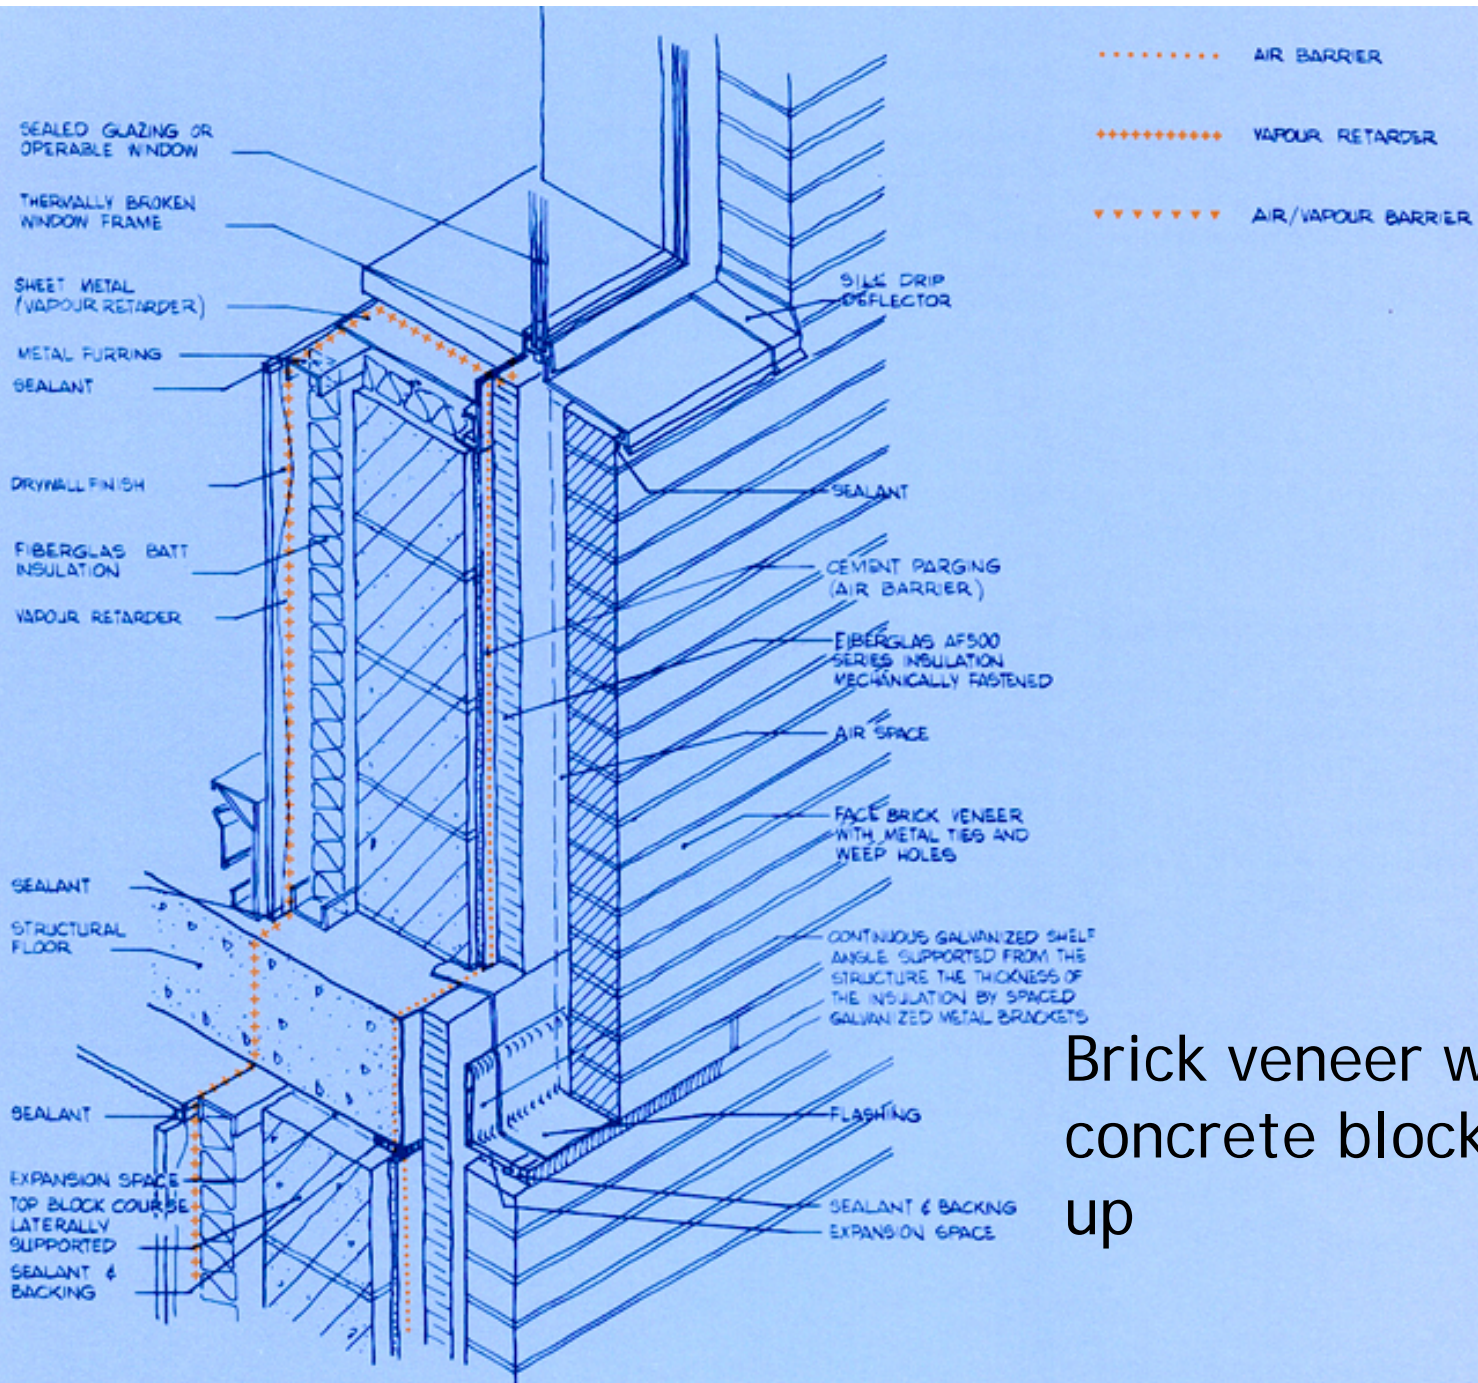 AIR BARRIER
VAPOUR RETARDER
AIR/VAPOUR BARRIER
SEALED GLAZING OR
OPERABLE WINDOW
THERMALLY BROKEN
WINDOW FRAME
SHEET METAL
(VAPOUR RETARDER)
METAL FURRING
SEALANT
DRYWALL FINISH
FIBERGLAS BATT
INSULATION
VAPOUR RETARDER
SEALANT
STRUCTURAL
FLOOR
SEALANT
EXPANSION SPACE
TOP BLOCK COURSE
LATERALLY
SUPPORTED
SEALANT &
BACKING
SILL DRIP
DEFLECTOR
SEALANT
CEMENT PARGING
(AIR BARRIER)
FIBERGLAS AF500
SERIES INSULATION
MECHANICALLY FASTENED
AIR SPACE
FACE BRICK VENEER
WITH METAL TIES AND
WEEP HOLES
CONTINUOUS GALVANIZED SHELF
ANGLE SUPPORTED FROM THE
STRUCTURE THE THICKNESS OF
THE INSULATION BY SPACED
GALVANIZED METAL BRACKETS
FLASHING
SEALANT & BACKING
EXPANSION SPACE
Brick veneer
concrete block
up